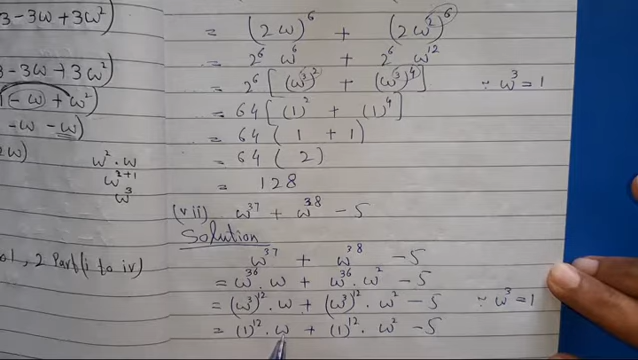 3 - 3ω + 3ω²)
3 - 3ω + 3ω²)
1 - ω + ω²)
- ω - ω)
2ω)
ω² . ω
ω²⁺¹
ω³
01, 2 Part (i to iv)
= (2ω)⁶ + (2ω²)⁶
= 2⁶ ω⁶ + 2⁶ ω¹²
= 2⁶ [(ω³)² + (ω³)⁴] ∵ ω³ = 1
= 64 [(1)² + (1)⁴]
= 64 (1 + 1)
= 64 (2)
= 128
(vii) ω³⁷ + ω³⁸ - 5
Solution
ω³⁷ + ω³⁸ - 5
= ω³⁶ . ω + ω³⁶ . ω² - 5
= (ω³)¹² . ω + (ω³)¹² . ω² - 5 ∵ ω³ = 1
= (1)¹² . ω + (1)¹² . ω² - 5